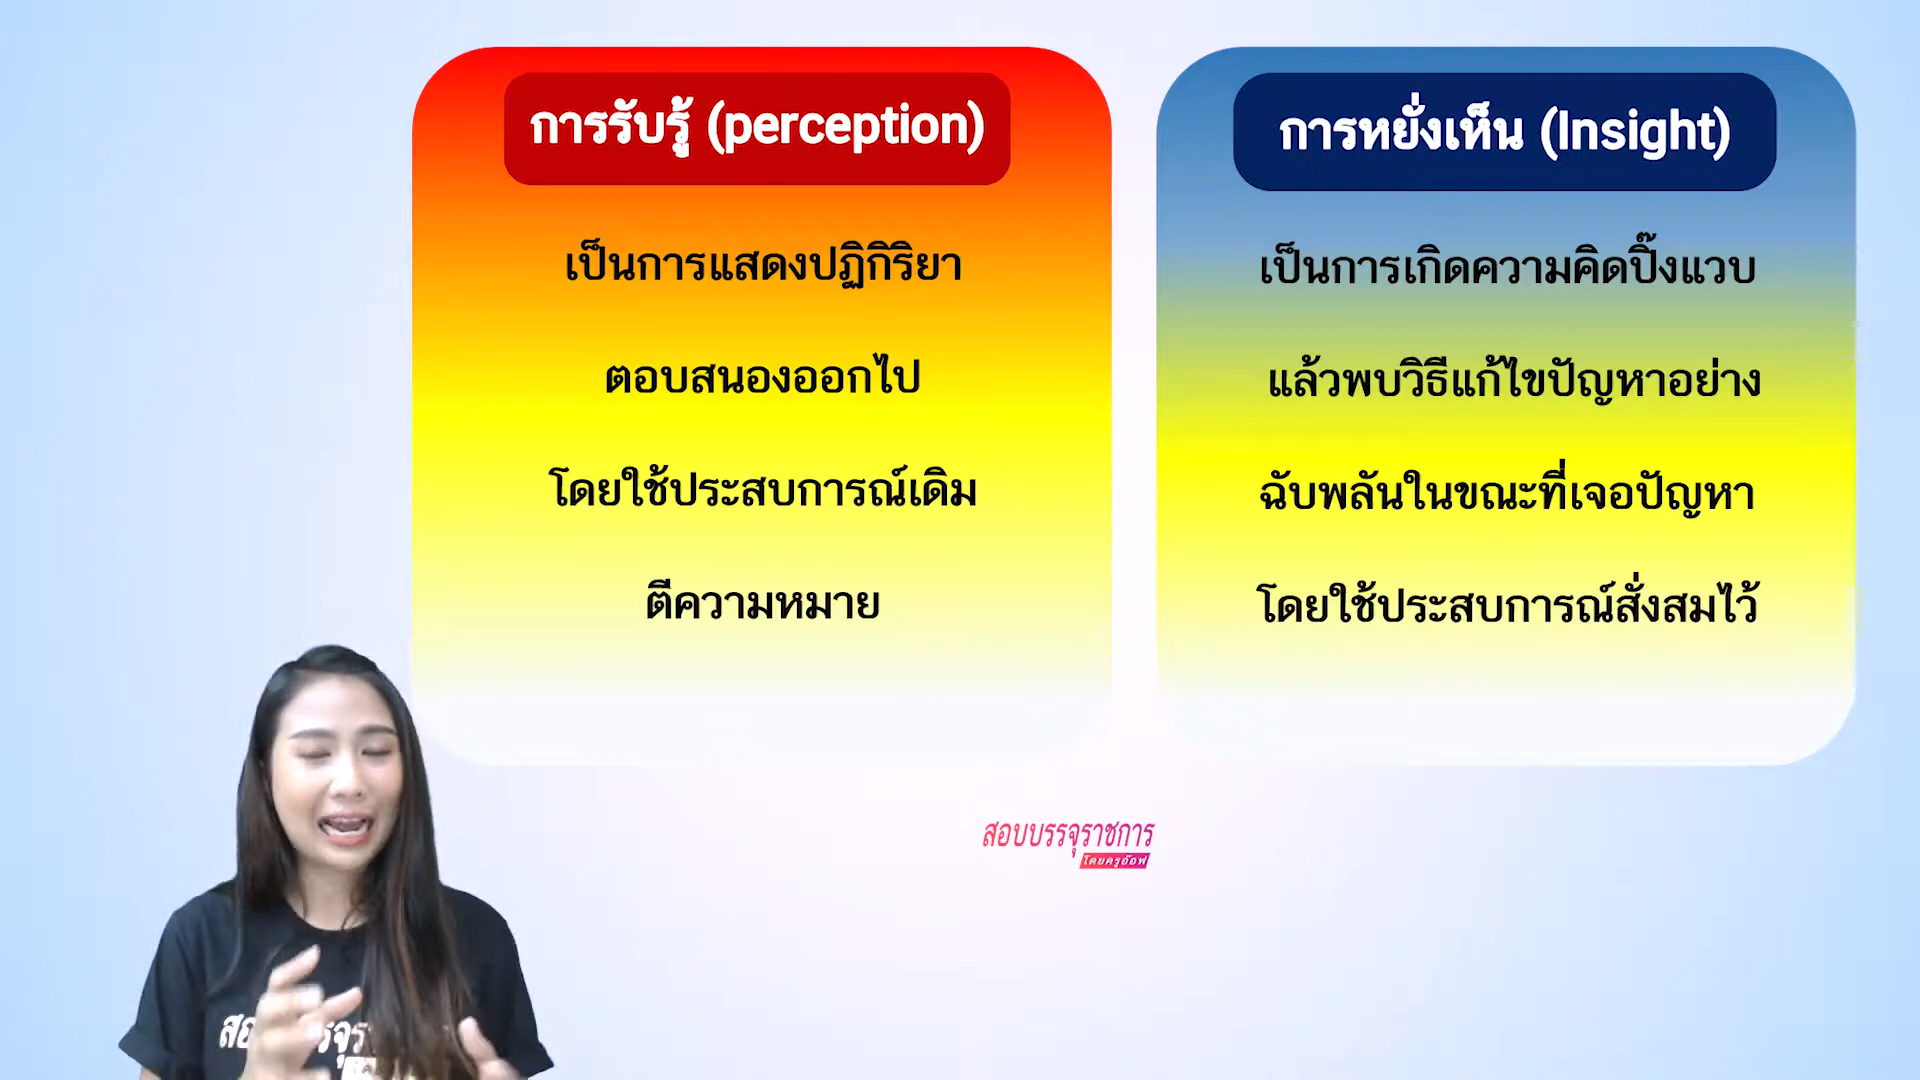 การรับรู้ (perception)
เป็นการแสดงปฏิกิริยา
ตอบสนองออกไป
โดยใช้ประสบการณ์เดิม
ตีความหมาย
การหยั่งเห็น (Insight)
เป็นการเกิดความคิดปิ๊งแวบ
แล้วพบวิธีแก้ไขปัญหาอย่าง
ฉับพลันในขณะที่เจอปัญหา
โดยใช้ประสบการณ์สั่งสมไว้
สอบบรรจุราชการ
โดยครูอ๊อฟ